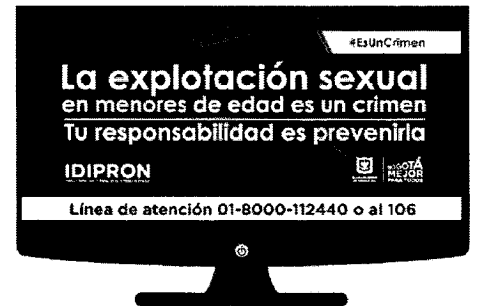 #EsUnCrimen
La explotación sexual
en menores de edad es un crimen
Tu responsabilidad es prevenirla
IDIPRON
BOGOTÁ
MEJOR
PARA TODOS
Línea de atención 01-8000-112440 o al 106